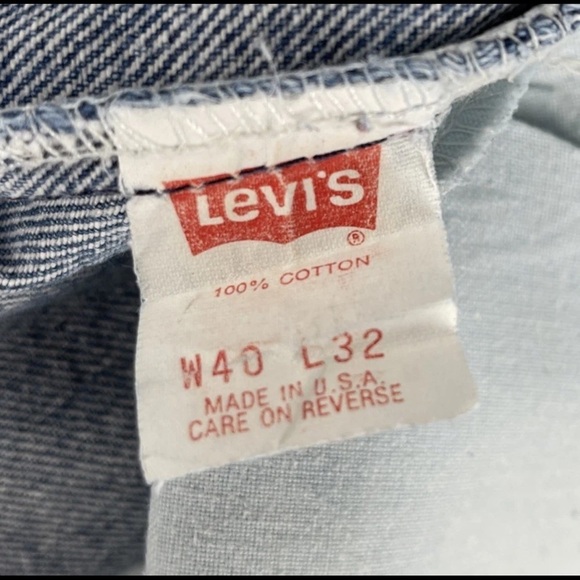 Levi's
®
100% COTTON
W40 L32
MADE IN U.S.A.
CARE ON REVERSE